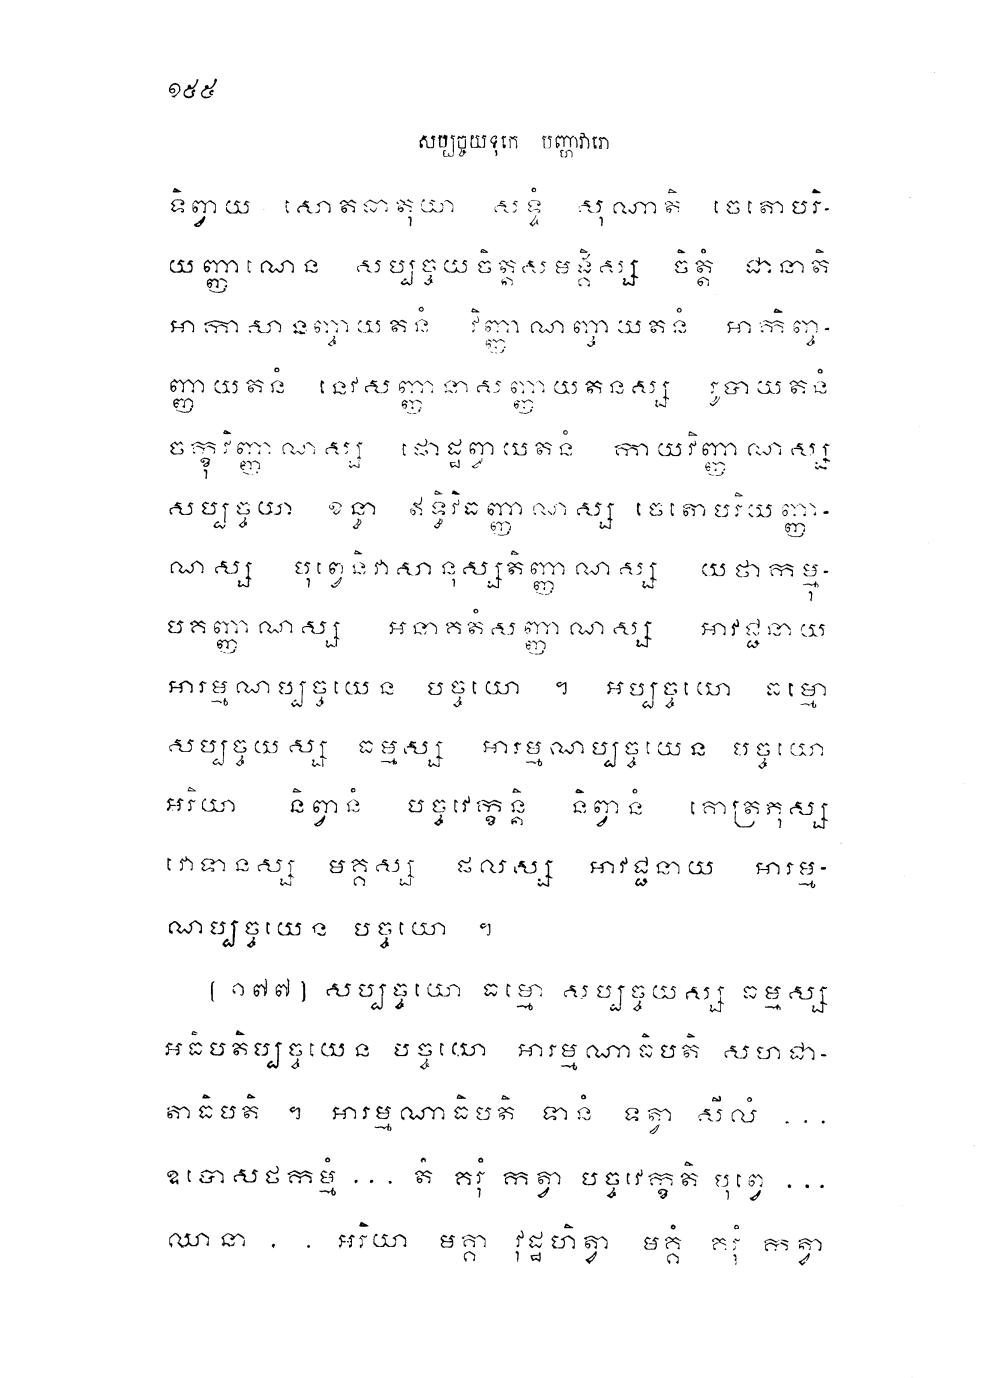 ១៥៥
សប្បច្ចយទុកេ បញ្ហាវារោ
ទិព្វាយ សោតធាតុយា សទ្ទំ សុណាតិ ចេតោបរិ-
យញ្ញាណេន សប្បច្ចយចិត្តសមង្គិស្ស ចិត្តំ ជានាតិ
អាកាសានញ្ចាយតនំ វិញ្ញាណញ្ចាយតនំ អាកិញ្ច-
ញ្ញាយតនំ នេវសញ្ញានាសញ្ញាយតនស្ស រូបាយតនំ
ចក្ខុវិញ្ញាណស្ស ផោដ្ឋព្វាយតនំ កាយវិញ្ញាណស្ស
សប្បច្ចយា ខន្ធា ឥទ្ធិវិធញ្ញាណស្ស ចេតោបរិយញ្ញា-
ណស្ស បុព្វេនិវាសានុស្សតិញ្ញាណស្ស យថាកម្មុ-
បគញ្ញាណស្ស អនាគតំសញ្ញាណស្ស អាវជ្ជនាយ
អារម្មណប្បច្ចយេន បច្ចយោ ។ អប្បច្ចយោ ធម្មោ
សប្បច្ចយស្ស ធម្មស្ស អារម្មណប្បច្ចយេន បច្ចយោ
អរិយា និព្វានំ បច្ចវេក្ខន្តិ និព្វានំ គោត្រភុស្ស
វោទានស្ស មគ្គស្ស ផលស្ស អាវជ្ជនាយ អារម្ម-
ណប្បច្ចយេន បច្ចយោ ។
[១៧៧] សប្បច្ចយោ ធម្មោ សប្បច្ចយស្ស ធម្មស្ស
អធិបតិប្បច្ចយេន បច្ចយោ អារម្មណាធិបតិ សហជា-
តាធិបតិ ។ អារម្មណាធិបតិ ទានំ ទត្វា សីលំ ...
ឧបោសថកម្មំ ... តំ គរុំ កត្វា បច្ចវេក្ខតិ បុព្វេ ...
ឈានា . . អរិយា មគ្គា វុដ្ឋហិត្វា មគ្គំ គរុំ កត្វា